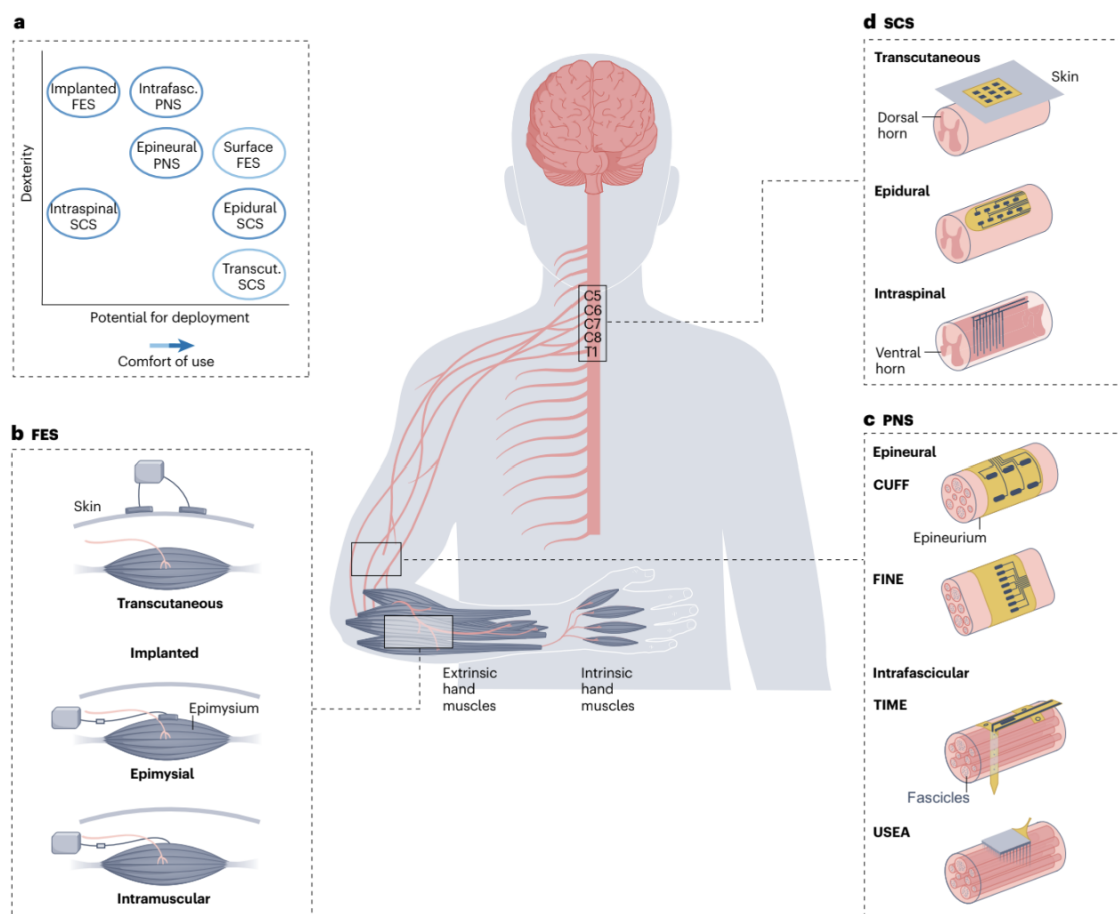 a
Dexterity
Implanted
FES
Intrafasc.
PNS
Epineural
PNS
Surface
FES
Intraspinal
SCS
Epidural
SCS
Transcut.
SCS
Potential for deployment
Comfort of use
b FES
Skin
Transcutaneous
Implanted
Epimysium
Epimysial
Intramuscular
C5
C6
C7
C8
T1
Extrinsic
hand
muscles
Intrinsic
hand
muscles
d SCS
Transcutaneous
Skin
Dorsal
horn
Epidural
Intraspinal
Ventral
horn
c PNS
Epineural
CUFF
Epineurium
FINE
Intrafascicular
TIME
Fascicles
USEA